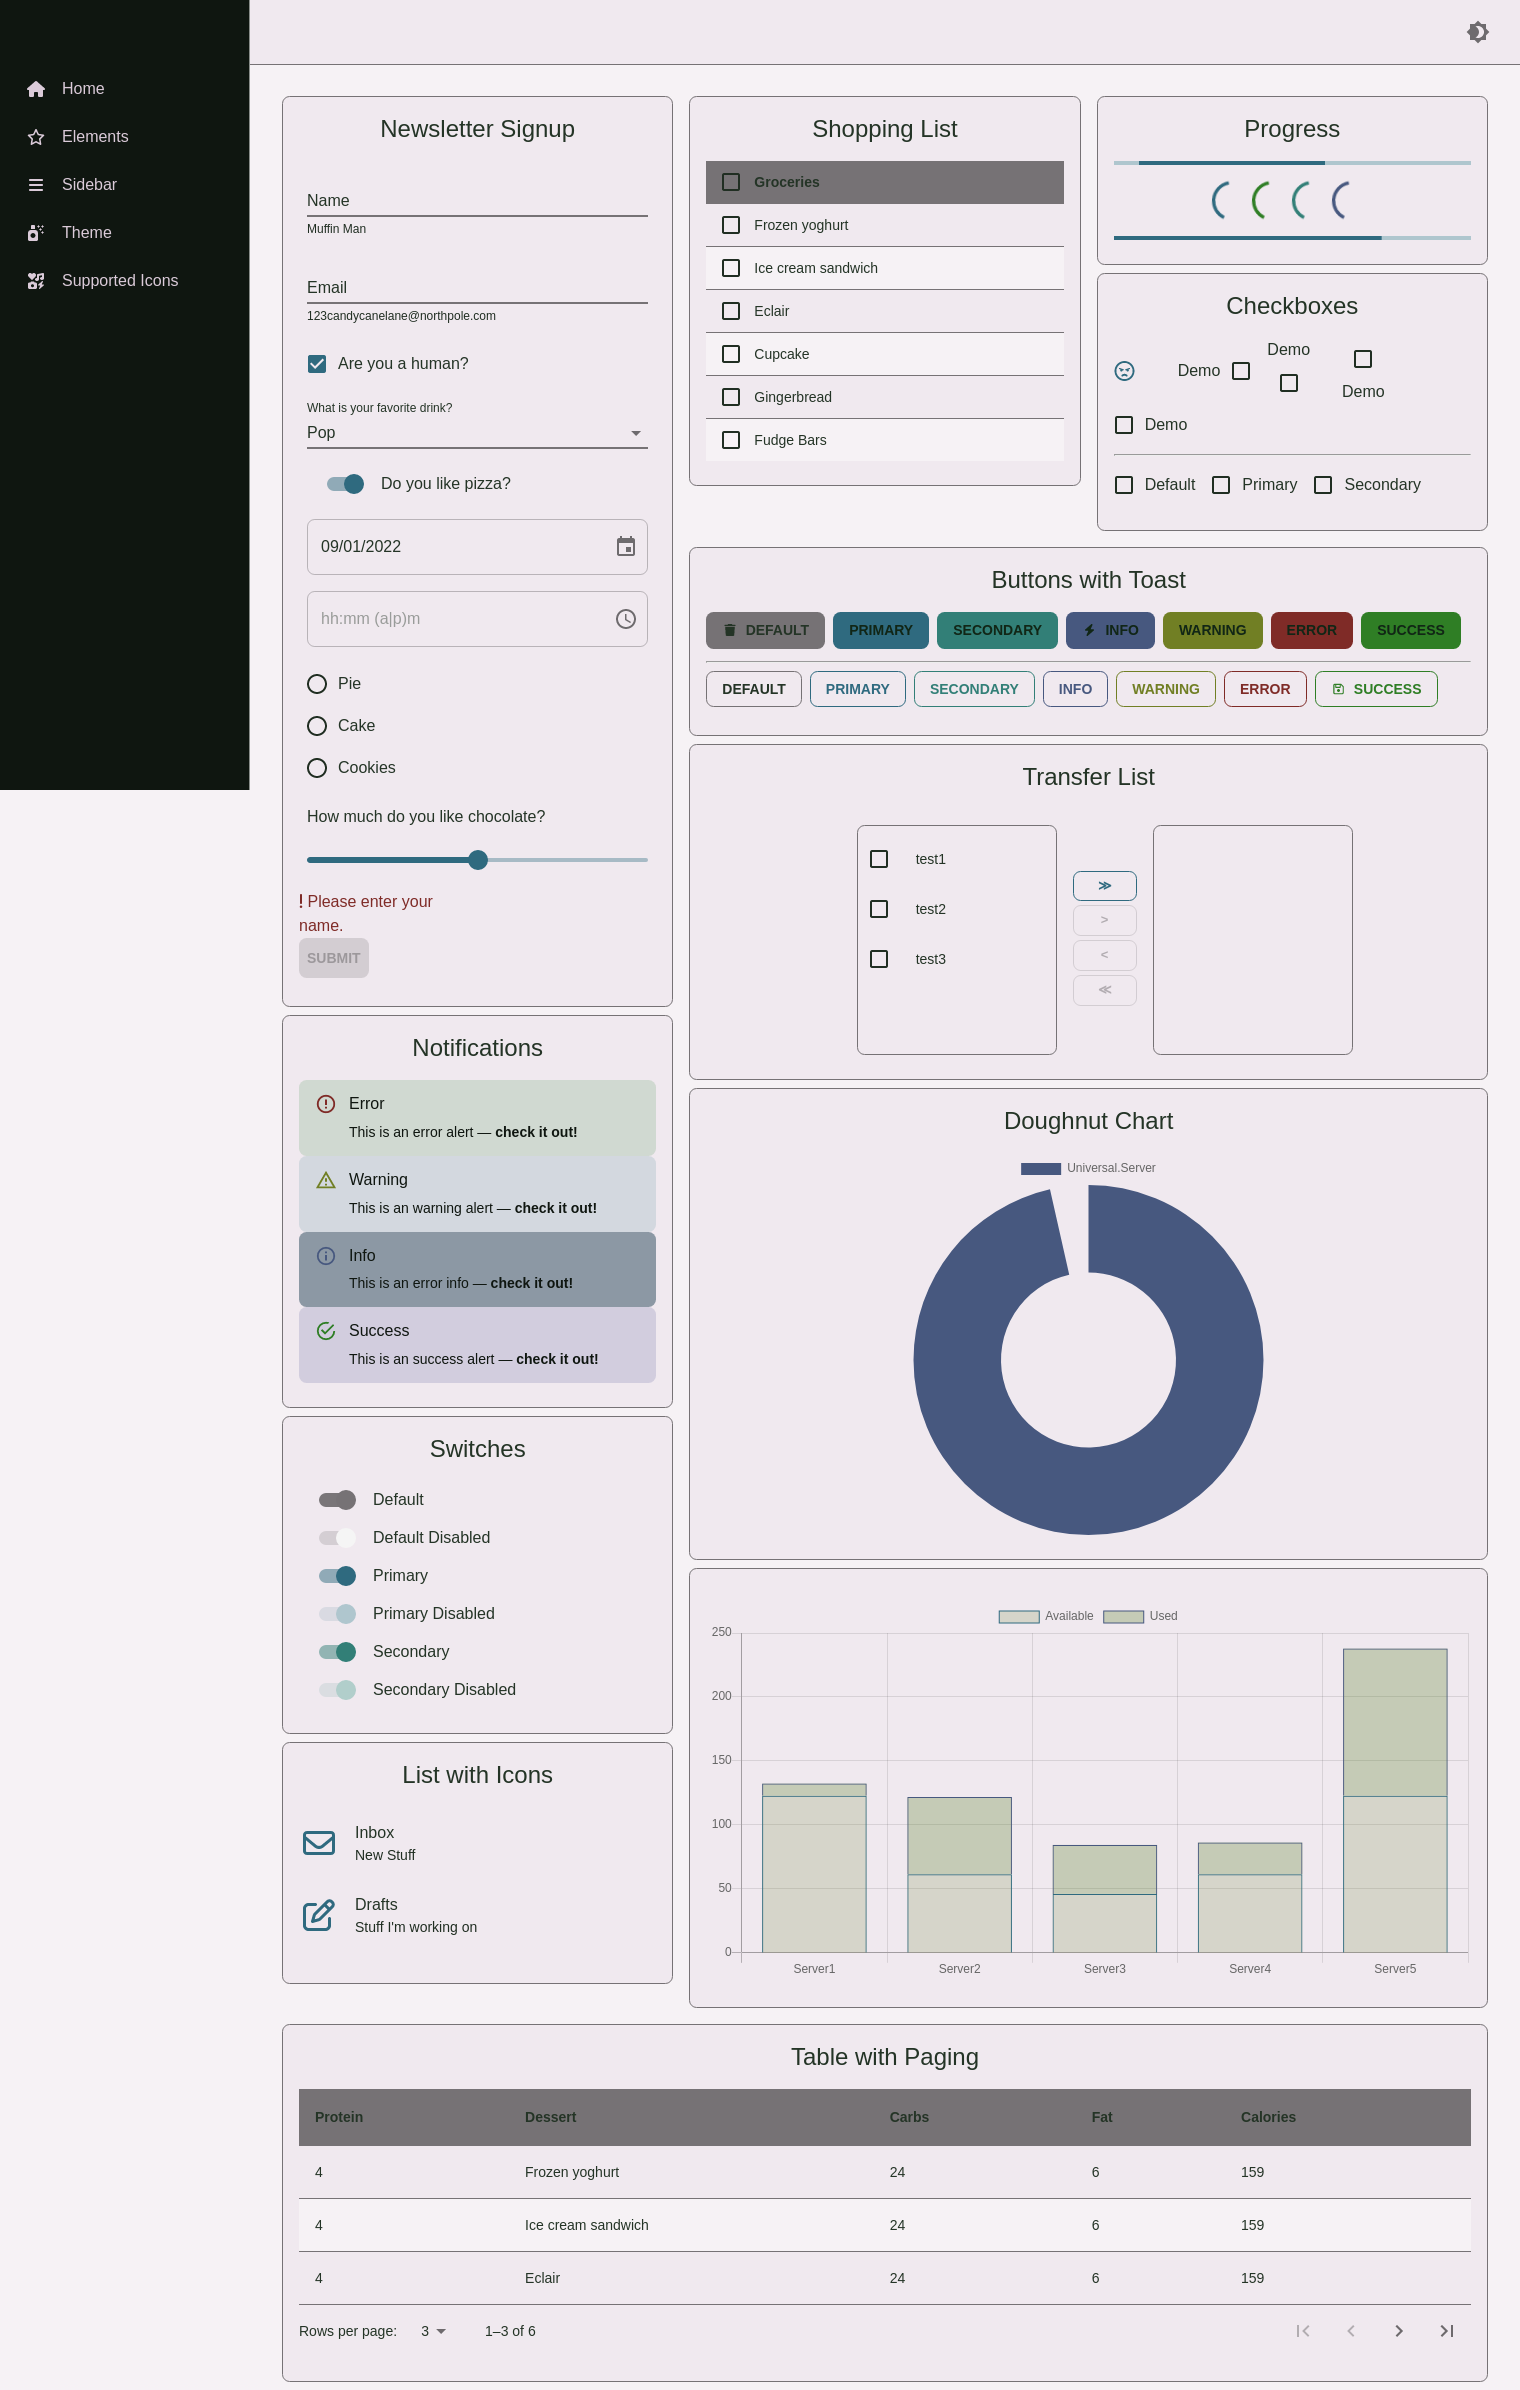 Home
Elements
Sidebar
Theme
Supported Icons
Newsletter Signup
Name
Muffin Man
Email
123candycanelane@northpole.com
Are you a human?
What is your favorite drink?
Pop
Do you like pizza?
09/01/2022
hh:mm (a|p)m
Pie
Cake
Cookies
How much do you like chocolate?
! Please enter your
name.
SUBMIT
Notifications
Error
This is an error alert — check it out!
Warning
This is an warning alert — check it out!
Info
This is an error info — check it out!
Success
This is an success alert — check it out!
Switches
Default
Default Disabled
Primary
Primary Disabled
Secondary
Secondary Disabled
List with Icons
Inbox
New Stuff
Drafts
Stuff I'm working on
Shopping List
Groceries
Frozen yoghurt
Ice cream sandwich
Eclair
Cupcake
Gingerbread
Fudge Bars
Progress
Checkboxes
Demo
Demo
Demo
Demo
Default Primary Secondary
Buttons with Toast
DEFAULT PRIMARY SECONDARY INFO WARNING ERROR SUCCESS
DEFAULT PRIMARY SECONDARY INFO WARNING ERROR SUCCESS
Transfer List
test1
test2
test3
≫
>
<
≪
Doughnut Chart
Universal.Server
Available Used
250
200
150
100
50
0
Server1 Server2 Server3 Server4 Server5
Table with Paging
Protein Dessert Carbs Fat Calories
4 Frozen yoghurt 24 6 159
4 Ice cream sandwich 24 6 159
4 Eclair 24 6 159
Rows per page: 3 1–3 of 6